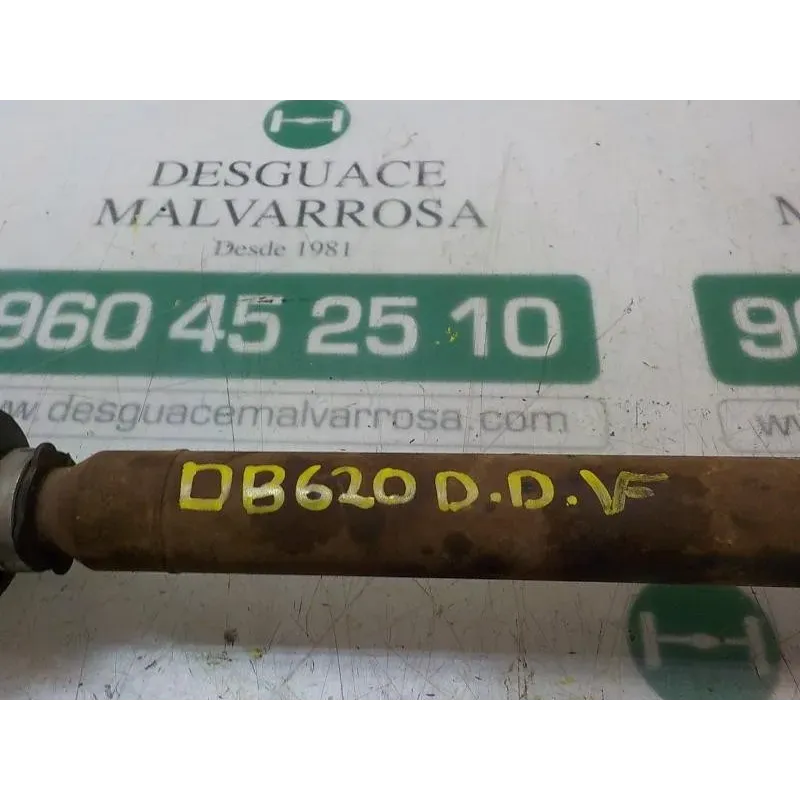 DESGUACE
MALVARROSA
Desde 1981
960 45 25 10
www.desguacemalvarrosa.com
DB620 D.D. VF